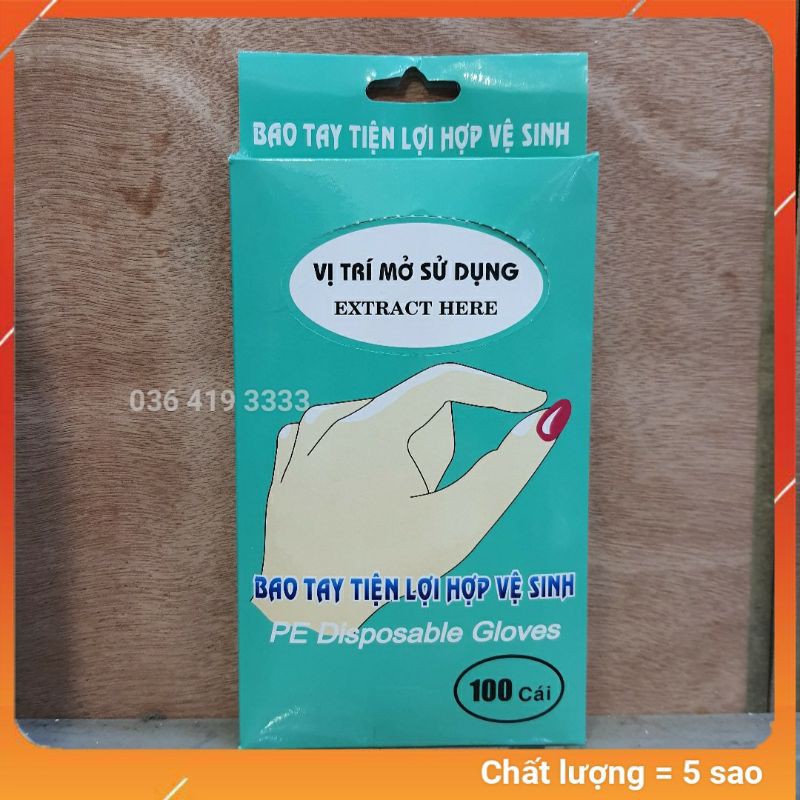 BAO TAY TIỆN LỢI HỢP VỆ SINH
VỊ TRÍ MỞ SỬ DỤNG
EXTRACT HERE
036 419 3333
BAO TAY TIỆN LỢI HỢP VỆ SINH
PE Disposable Gloves
100 Cái
Chất lượng = 5 sao